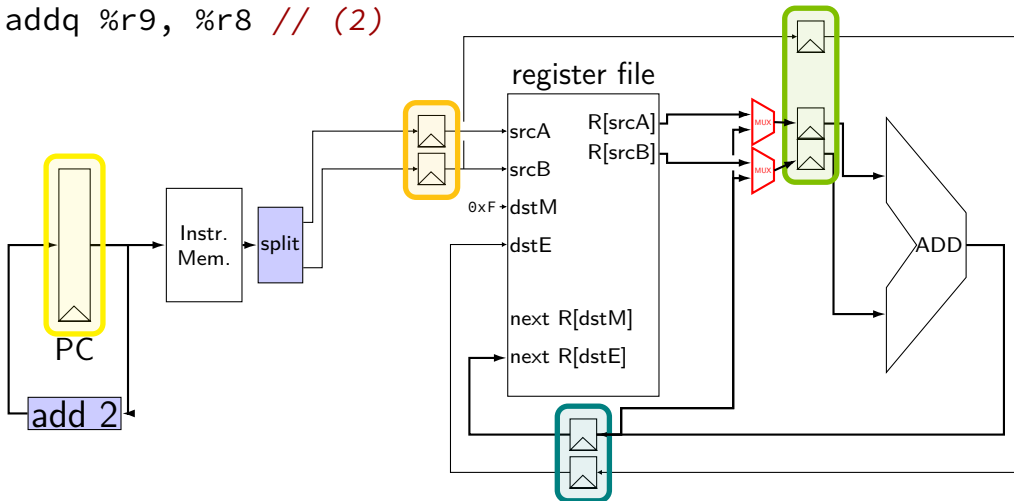 addq %r9, %r8 // (2)
register file
srcA
R[srcA]
srcB
R[srcB]
MUX
MUX
0xF
dstM
dstE
Instr.
Mem.
split
ADD
next R[dstM]
next R[dstE]
PC
add 2